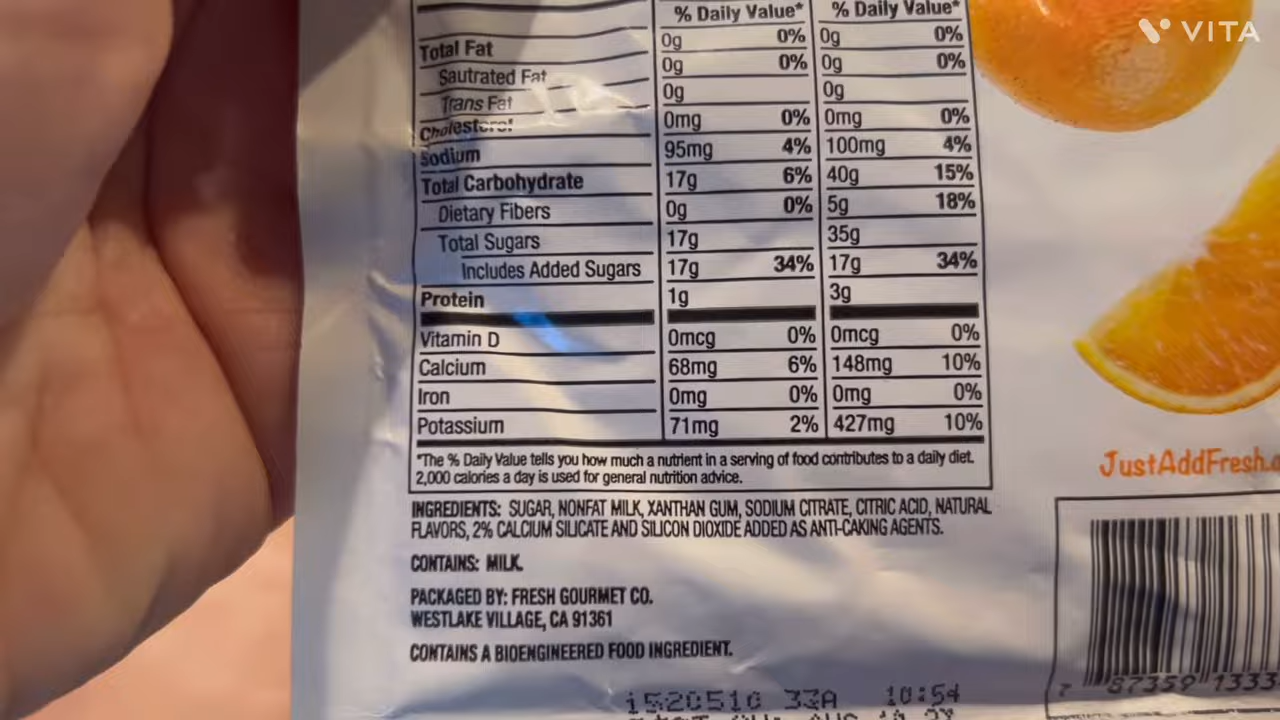 % Daily Value* % Daily Value*
Total Fat 0g 0% 0g 0%
Sautrated Fat 0g 0% 0g 0%
Trans Fat 0g 0g
Cholesterol 0mg 0% 0mg 0%
Sodium 95mg 4% 100mg 4%
Total Carbohydrate 17g 6% 40g 15%
Dietary Fibers 0g 0% 5g 18%
Total Sugars 17g 35g
Includes Added Sugars 17g 34% 17g 34%
Protein 1g 3g
Vitamin D 0mcg 0% 0mcg 0%
Calcium 68mg 6% 148mg 10%
Iron 0mg 0% 0mg 0%
Potassium 71mg 2% 427mg 10%
*The % Daily Value tells you how much a nutrient in a serving of food contributes to a daily diet.
2,000 calories a day is used for general nutrition advice.
INGREDIENTS: SUGAR, NONFAT MILK, XANTHAN GUM, SODIUM CITRATE, CITRIC ACID, NATURAL
FLAVORS, 2% CALCIUM SILICATE AND SILICON DIOXIDE ADDED AS ANTI-CAKING AGENTS.
CONTAINS: MILK.
PACKAGED BY: FRESH GOURMET CO.
WESTLAKE VILLAGE, CA 91361
CONTAINS A BIOENGINEERED FOOD INGREDIENT.
10:54
VITA
JustAddFresh.
7 87359 1333